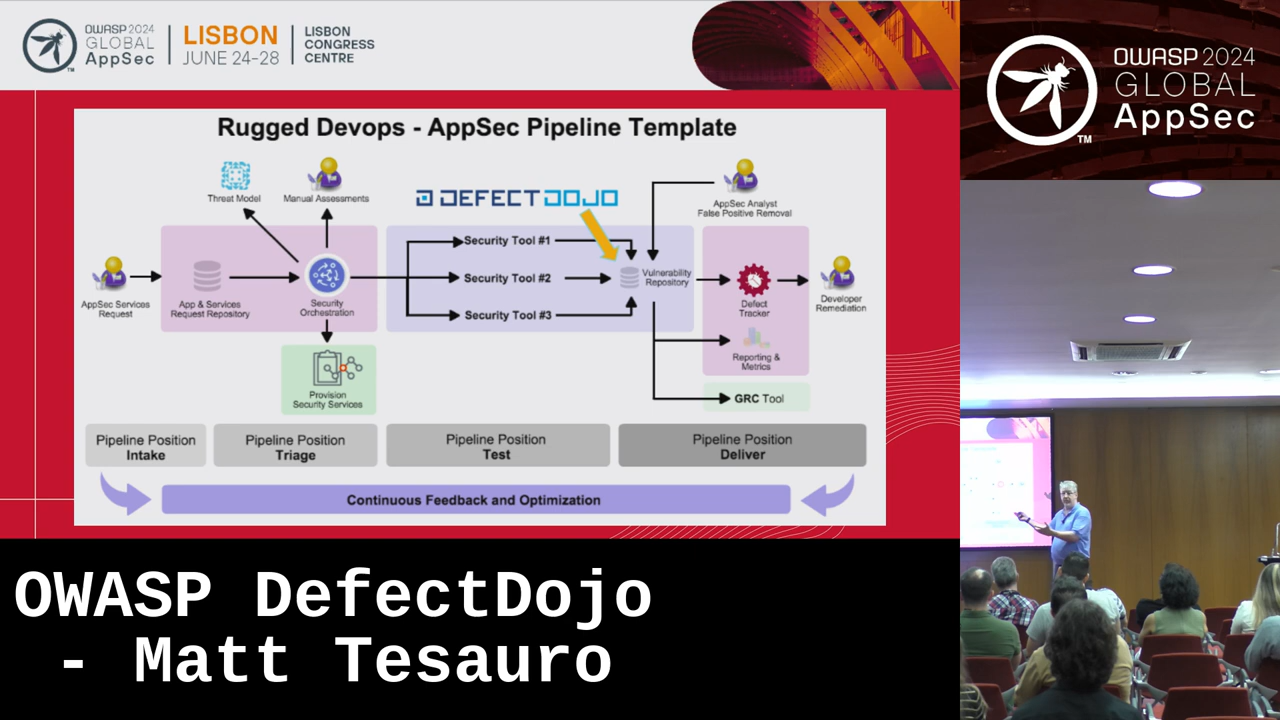 OWASP 2024
GLOBAL
AppSec
LISBON
JUNE 24-28
LISBON
CONGRESS
CENTRE
OWASP 2024
GLOBAL
AppSec
TM
Rugged Devops - AppSec Pipeline Template
Threat Model
Manual Assessments
DEFECTDOJO
AppSec Analyst
False Positive Removal
AppSec Services
Request
App & Services
Request Repository
Security
Orchestration
Security Tool #1
Security Tool #2
Security Tool #3
Vulnerability
Repository
Defect
Tracker
Developer
Remediation
Reporting &
Metrics
Provision
Security Services
GRC Tool
Pipeline Position
Intake
Pipeline Position
Triage
Pipeline Position
Test
Pipeline Position
Deliver
Continuous Feedback and Optimization
OWASP DefectDojo
- Matt Tesauro